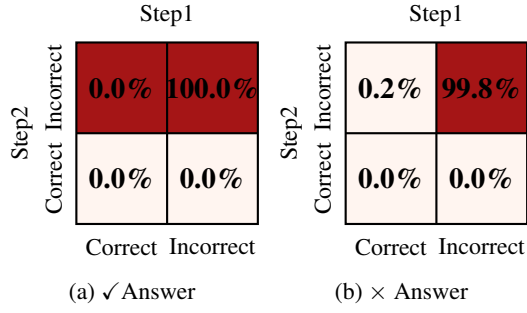 Step1
Step2
Incorrect
Correct
0.0%
100.0%
0.0%
0.0%
Correct
Incorrect
(a) ✓Answer
Step1
Step2
Incorrect
Correct
0.2%
99.8%
0.0%
0.0%
Correct
Incorrect
(b) × Answer